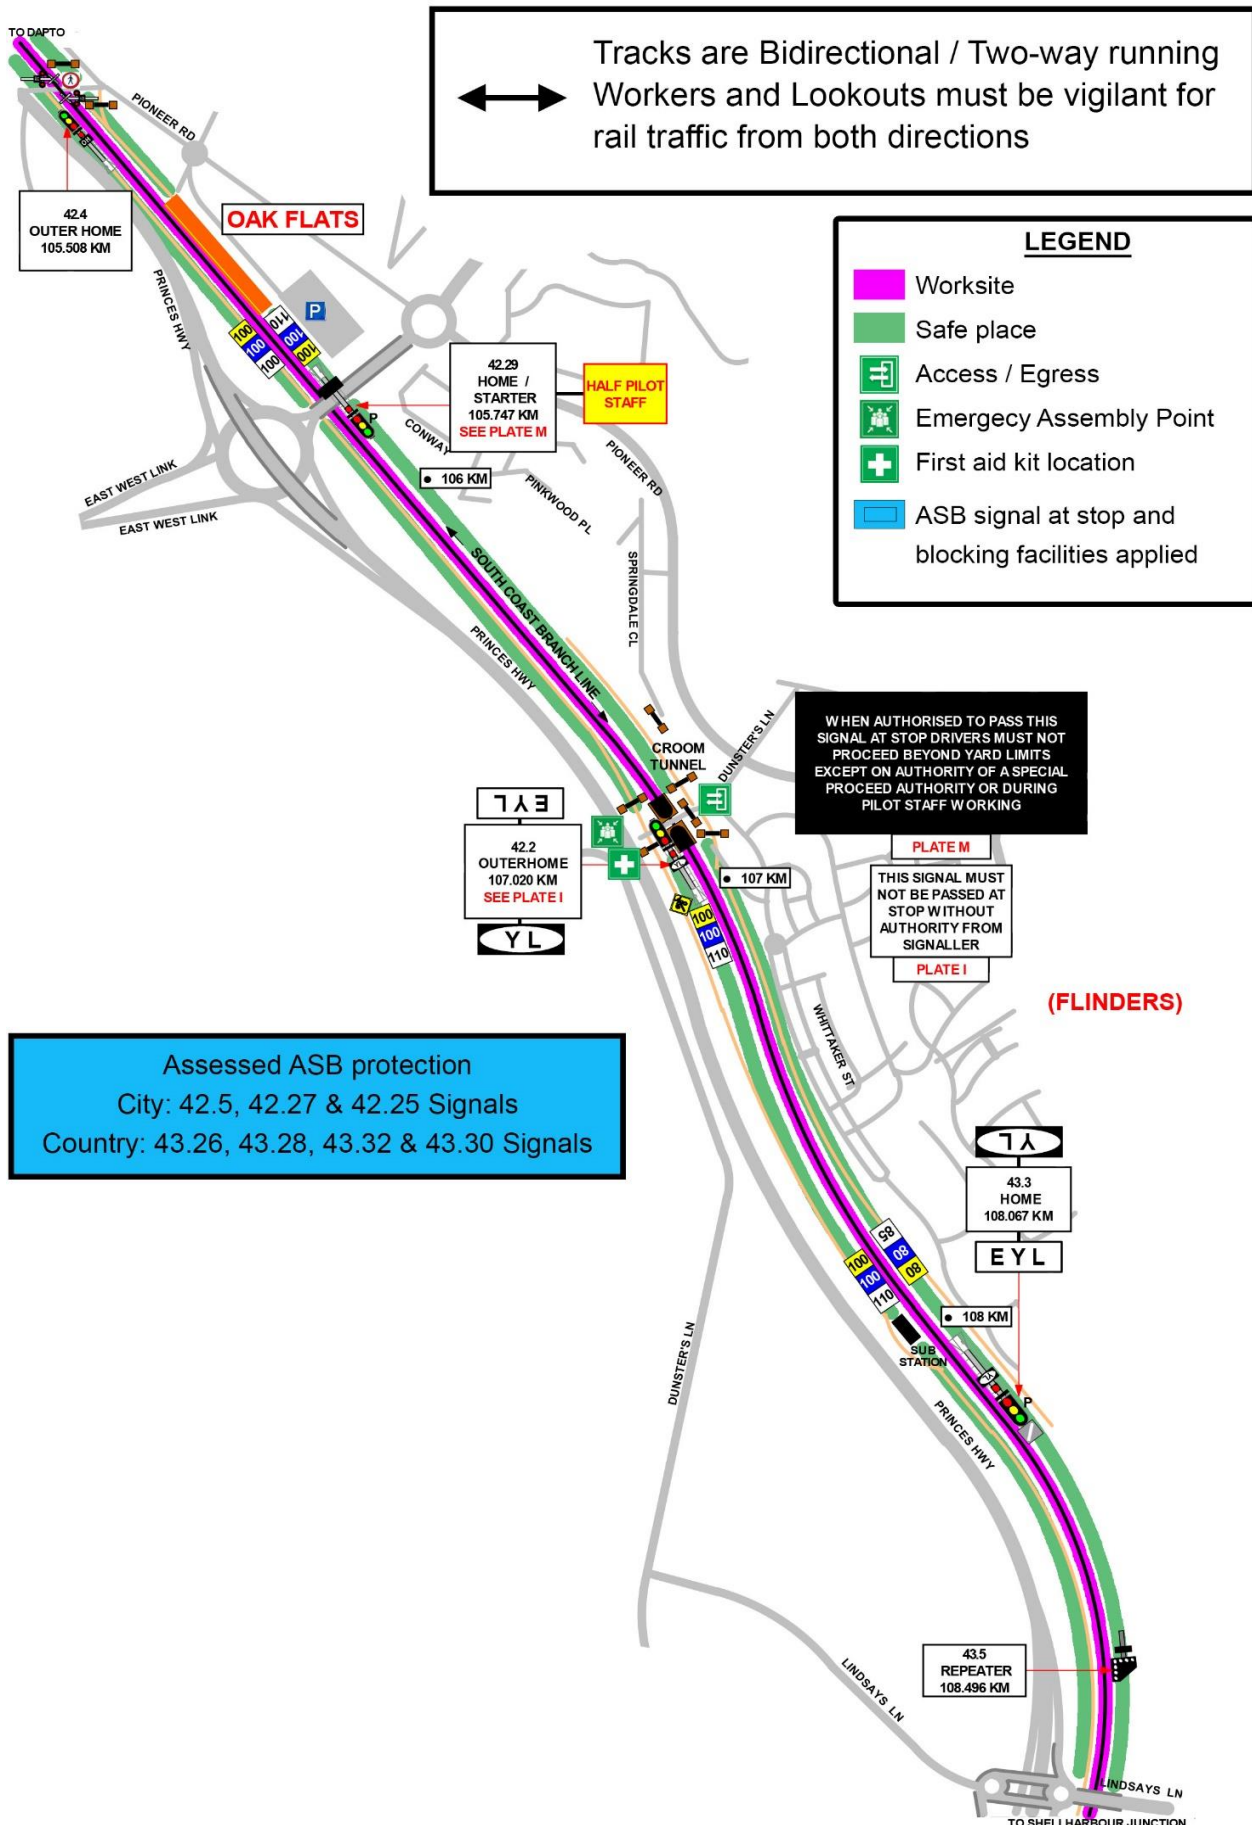 TO DAPTO
Tracks are Bidirectional / Two-way running
Workers and Lookouts must be vigilant for
rail traffic from both directions
PIONEER RD
42.4
OUTER HOME
105.508 KM
OAK FLATS
PRINCES HWY
P
100
100
100
110
100
100
LEGEND
Worksite
Safe place
Access / Egress
Emergecy Assembly Point
First aid kit location
ASB signal at stop and
blocking facilities applied
42.29
HOME /
STARTER
105.747 KM
SEE PLATE M
HALF PILOT
STAFF
P
CONWAY
PIONEER RD
106 KM
PINKWOOD PL
EAST WEST LINK
EAST WEST LINK
SOUTH COAST BRANCH LINE
SPRINGDALE CL
PRINCES HWY
CROOM
TUNNEL
DUNSTER'S LN
WHEN AUTHORISED TO PASS THIS
SIGNAL AT STOP DRIVERS MUST NOT
PROCEED BEYOND YARD LIMITS
EXCEPT ON AUTHORITY OF A SPECIAL
PROCEED AUTHORITY OR DURING
PILOT STAFF WORKING
PLATE M
EYL
42.2
OUTERHOME
107.020 KM
SEE PLATE I
YL
107 KM
THIS SIGNAL MUST
NOT BE PASSED AT
STOP WITHOUT
AUTHORITY FROM
SIGNALLER
PLATE I
100
100
110
(FLINDERS)
WHITTAKER ST
Assessed ASB protection
City: 42.5, 42.27 & 42.25 Signals
Country: 43.26, 43.28, 43.32 & 43.30 Signals
YL
43.3
HOME
108.067 KM
EYL
85
80
80
100
100
110
108 KM
SUB
STATION
P
DUNSTER'S LN
PRINCES HWY
43.5
REPEATER
108.496 KM
LINDSAYS LN
LINDSAYS LN
TO SHELLHARBOUR JUNCTION